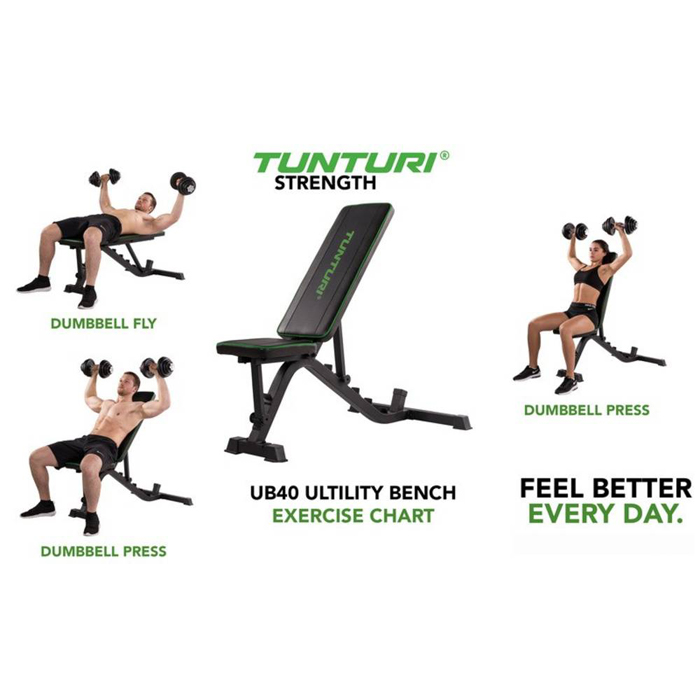 TUNTURI®
STRENGTH
TUNTURI®
DUMBBELL FLY
DUMBBELL PRESS
UB40 ULTILITY BENCH
EXERCISE CHART
DUMBBELL PRESS
FEEL BETTER
EVERY DAY.